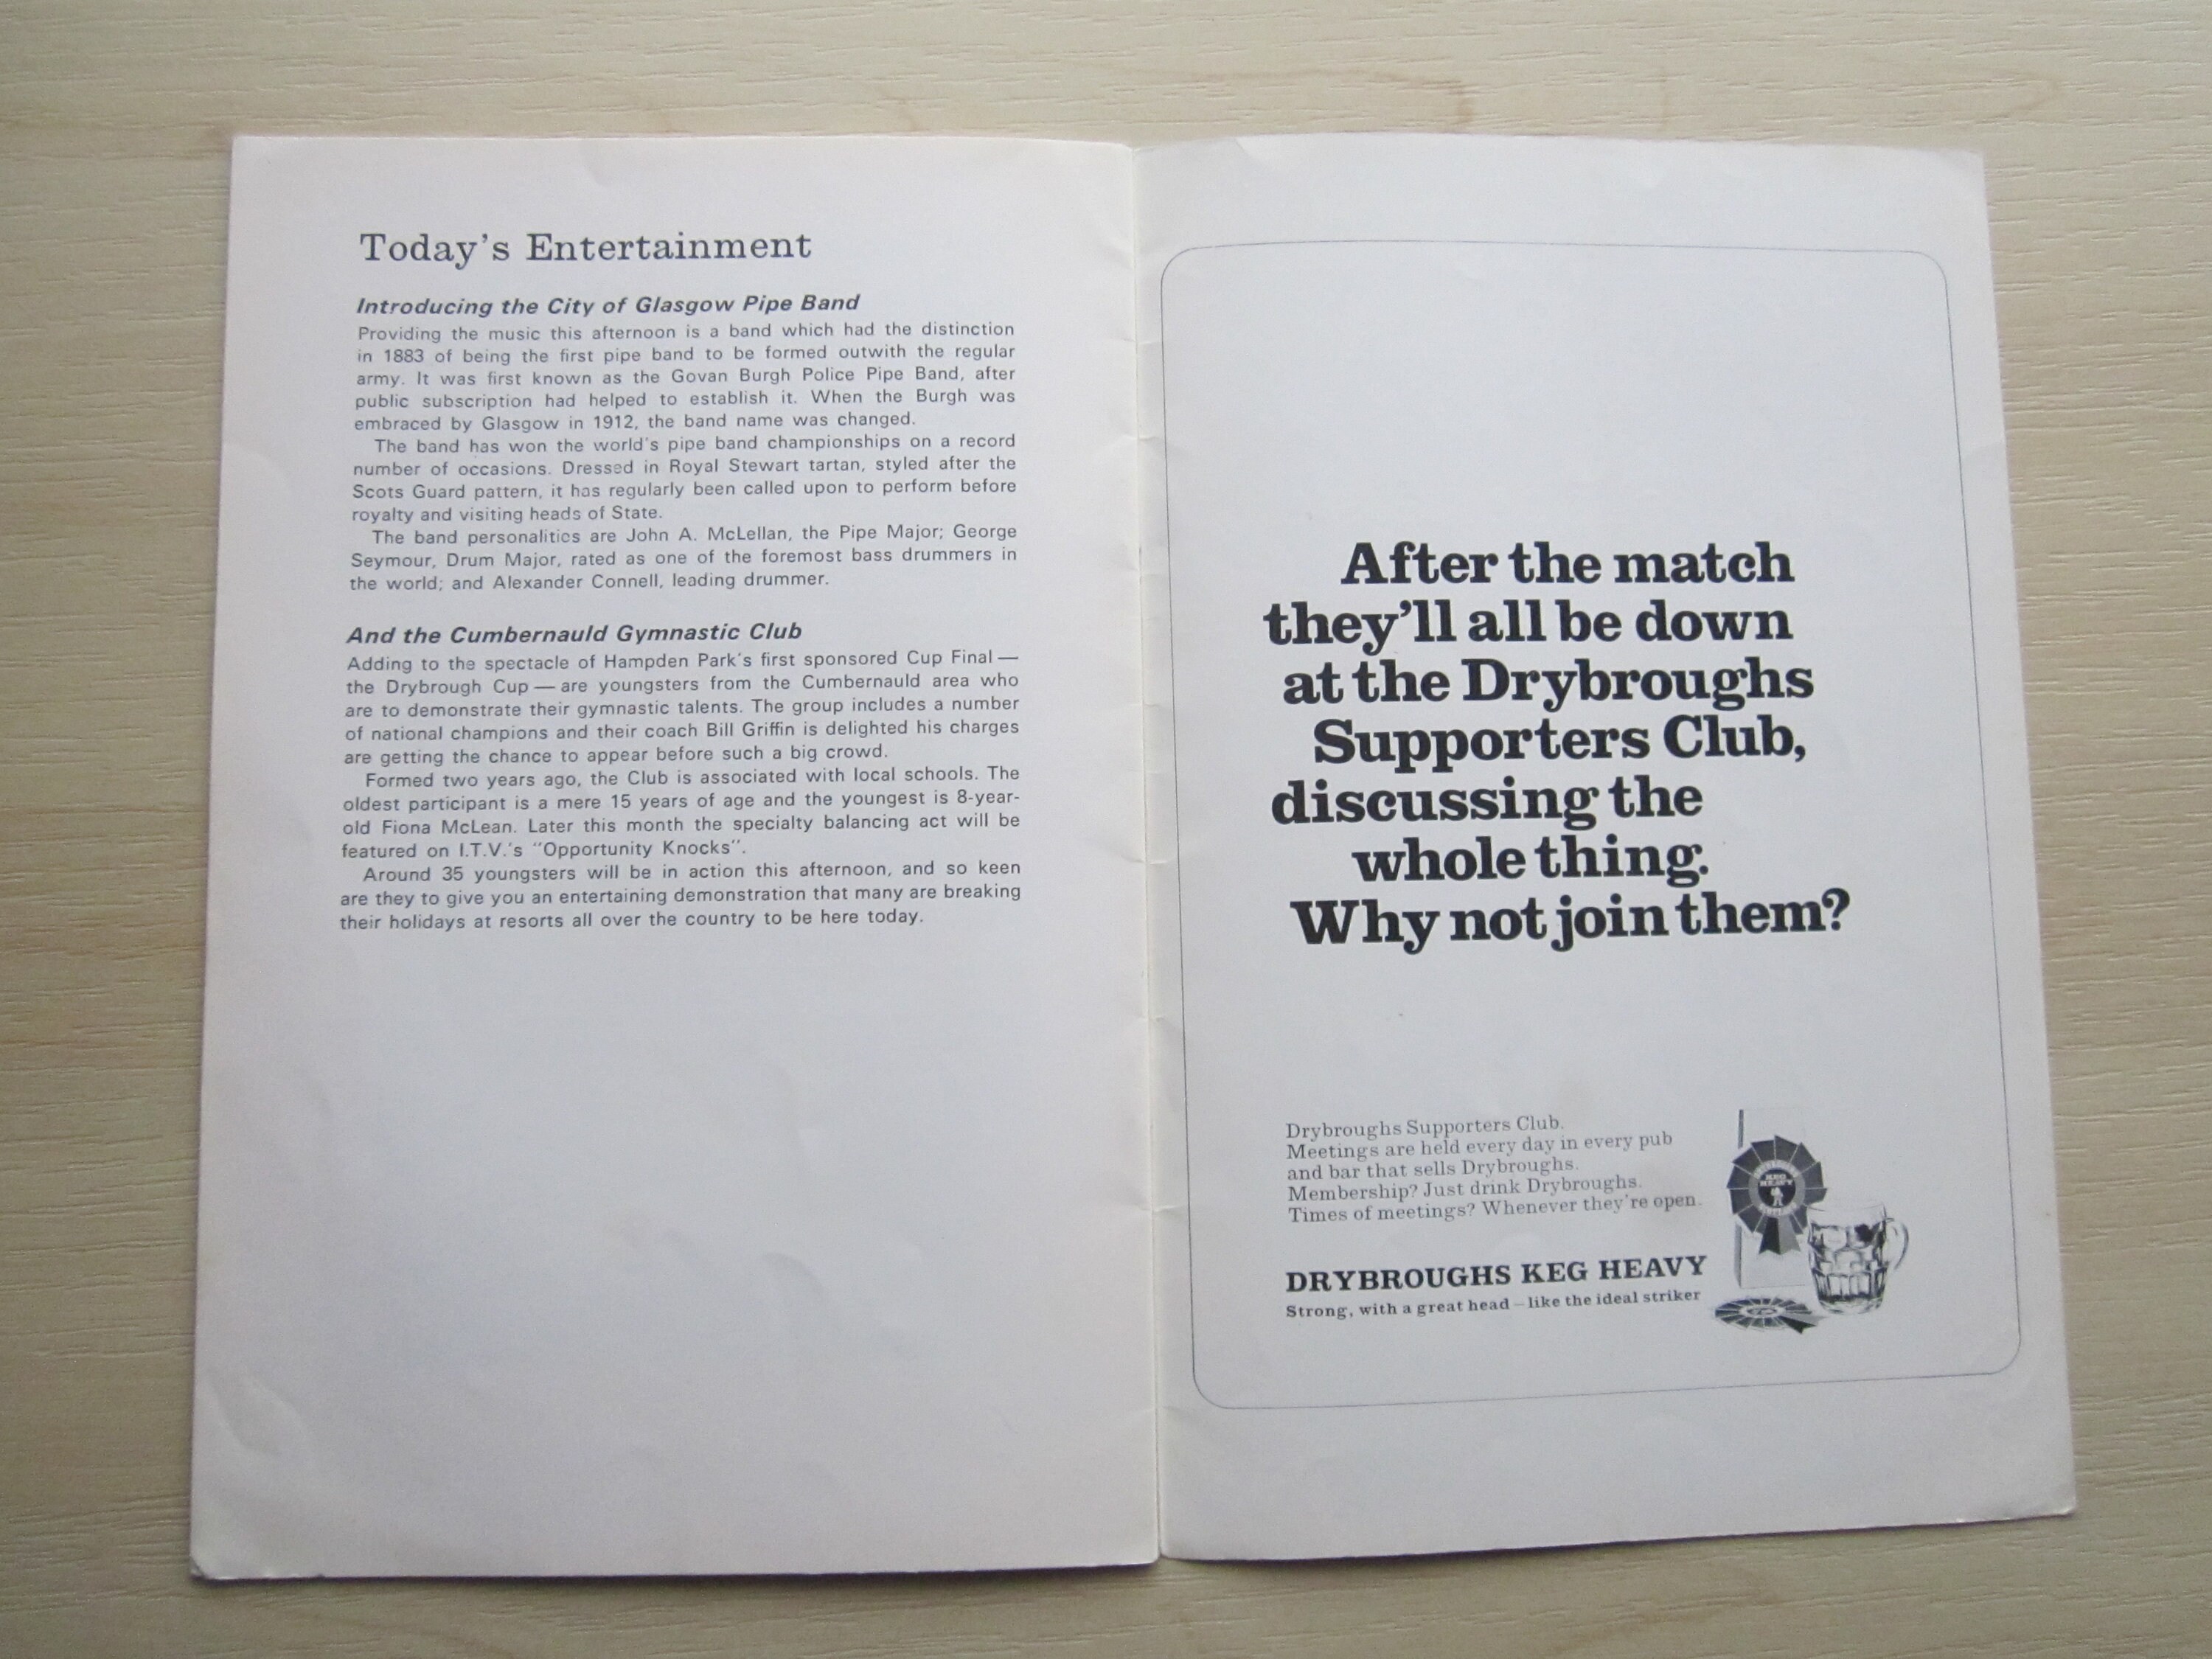 Today's Entertainment
Introducing the City of Glasgow Pipe Band
Providing the music this afternoon is a band which had the distinction
in 1883 of being the first pipe band to be formed outwith the regular
army. It was first known as the Govan Burgh Police Pipe Band, after
public subscription had helped to establish it. When the Burgh was
embraced by Glasgow in 1912, the band name was changed.
The band has won the world's pipe band championships on a record
number of occasions. Dressed in Royal Stewart tartan, styled after the
Scots Guard pattern, it has regularly been called upon to perform before
royalty and visiting heads of State.
The band personalities are John A. McLellan, the Pipe Major; George
Seymour, Drum Major, rated as one of the foremost bass drummers in
the world; and Alexander Connell, leading drummer.
And the Cumbernauld Gymnastic Club
Adding to the spectacle of Hampden Park's first sponsored Cup Final —
the Drybrough Cup — are youngsters from the Cumbernauld area who
are to demonstrate their gymnastic talents. The group includes a number
of national champions and their coach Bill Griffin is delighted his charges
are getting the chance to appear before such a big crowd.
Formed two years ago, the Club is associated with local schools. The
oldest participant is a mere 15 years of age and the youngest is 8-year-
old Fiona McLean. Later this month the specialty balancing act will be
featured on I.T.V.'s "Opportunity Knocks".
Around 35 youngsters will be in action this afternoon, and so keen
are they to give you an entertaining demonstration that many are breaking
their holidays at resorts all over the country to be here today.
After the match
they'll all be down
at the Drybroughs
Supporters Club,
discussing the
whole thing.
Why not join them?
Drybroughs Supporters Club.
Meetings are held every day in every pub
and bar that sells Drybroughs.
Membership? Just drink Drybroughs.
Times of meetings? Whenever they're open.
DRYBROUGHS KEG HEAVY
Strong, with a great head – like the ideal striker
KEG
HEAVY